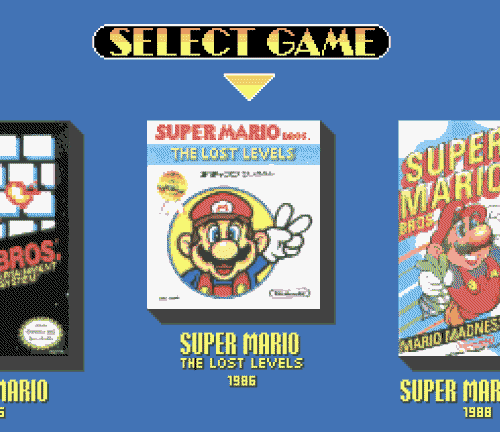 SELECT GAME
SUPER MARIO BROS.
THE LOST LEVELS
SUPER MARIO
THE LOST LEVELS
1986
BROS.
MARIO
SUPER
MARIO
BROS
MARIO MADNES
SUPER MAR
1988